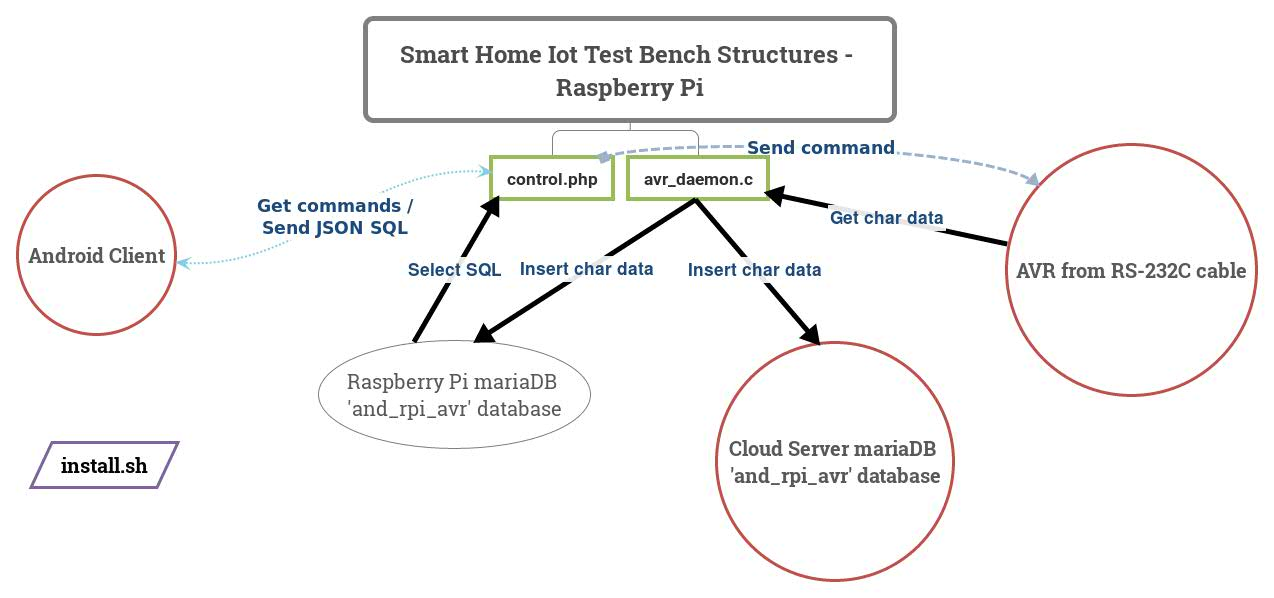 Smart Home Iot Test Bench Structures -
Raspberry Pi
Send command
control.php
avr_daemon.c
Get commands /
Send JSON SQL
Get char data
Android Client
Select SQL
Insert char data
Insert char data
AVR from RS-232C cable
Raspberry Pi mariaDB
'and_rpi_avr' database
Cloud Server mariaDB
'and_rpi_avr' database
install.sh